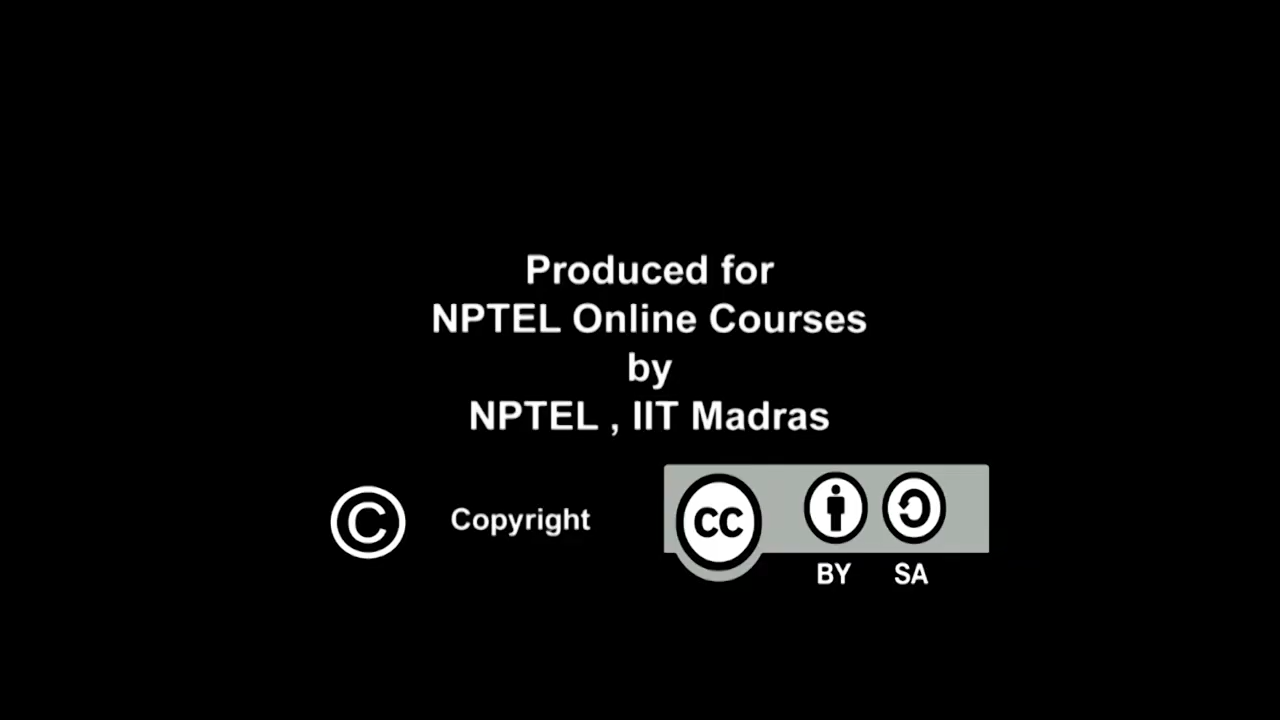 Produced for
NPTEL Online Courses
by
NPTEL , IIT Madras
© Copyright
cc
BY SA